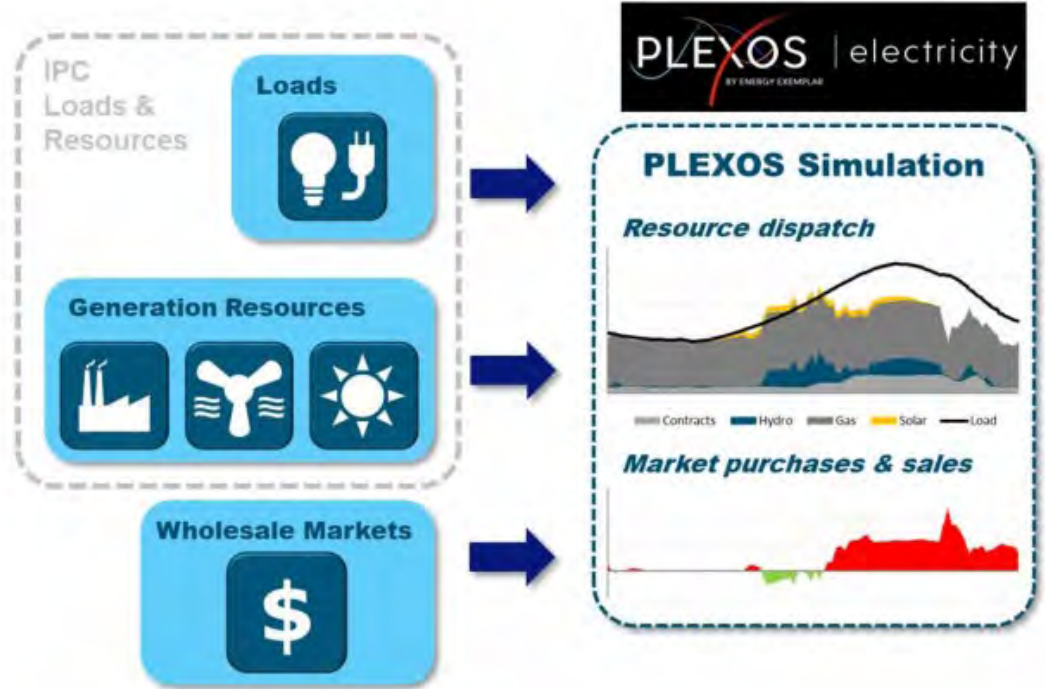 IPC
Loads &
Resources
Loads
Generation Resources
Wholesale Markets
$
PLEXOS | electricity
BY ENERGY EXEMPLAR
PLEXOS Simulation
Resource dispatch
Contracts Hydro Gas Solar Load
Market purchases & sales